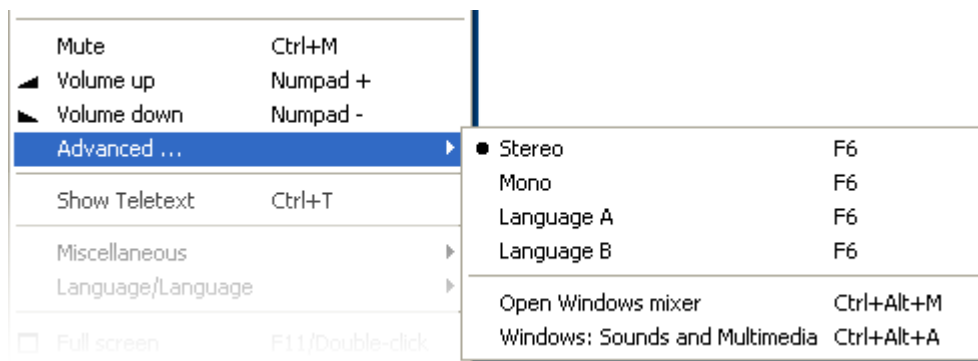 Mute Ctrl+M
Volume up Numpad +
Volume down Numpad -
Advanced ...
Show Teletext Ctrl+T
Miscellaneous
Language/Language
Full screen F11/Double-click
Stereo F6
Mono F6
Language A F6
Language B F6
Open Windows mixer Ctrl+Alt+M
Windows: Sounds and Multimedia Ctrl+Alt+A